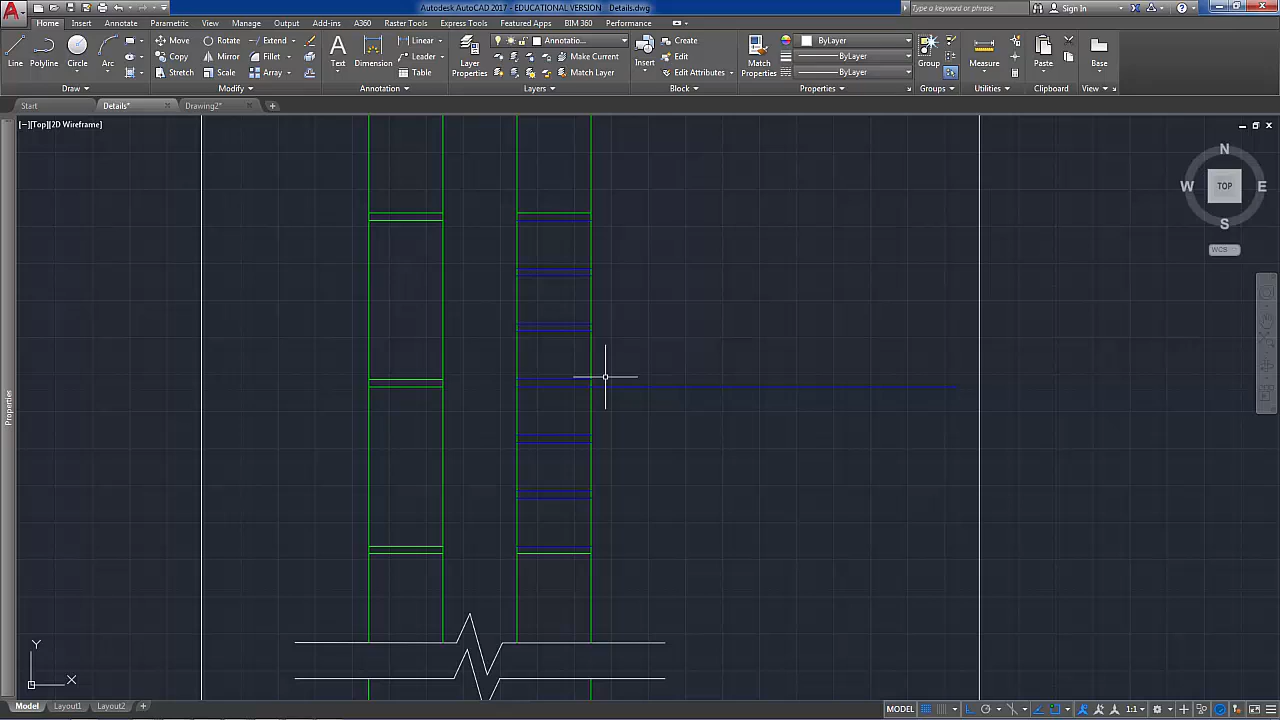 Autodesk AutoCAD 2017 - EDUCATIONAL VERSION Details.dwg
Type a keyword or phrase
Sign In
Home Insert Annotate Parametric View Manage Output Add-ins A360 Raster Tools Express Tools Featured Apps BIM 360 Performance
Line Polyline Circle Arc
Move Rotate Extend
Copy Mirror Fillet
Stretch Scale Array
Text Dimension
Linear
Leader
Table
Layer Properties
Annotatio...
Make Current
Match Layer
Insert
Create
Edit
Edit Attributes
Match Properties
ByLayer
ByLayer
ByLayer
Group
Measure
Paste
Base
Draw Modify Annotation Layers Block Properties Groups Utilities Clipboard View
Start Details* Drawing2*
[−][Top][2D Wireframe]
N
W TOP E
S
WCS
Properties
Y
X
Model Layout1 Layout2
MODEL 1:1